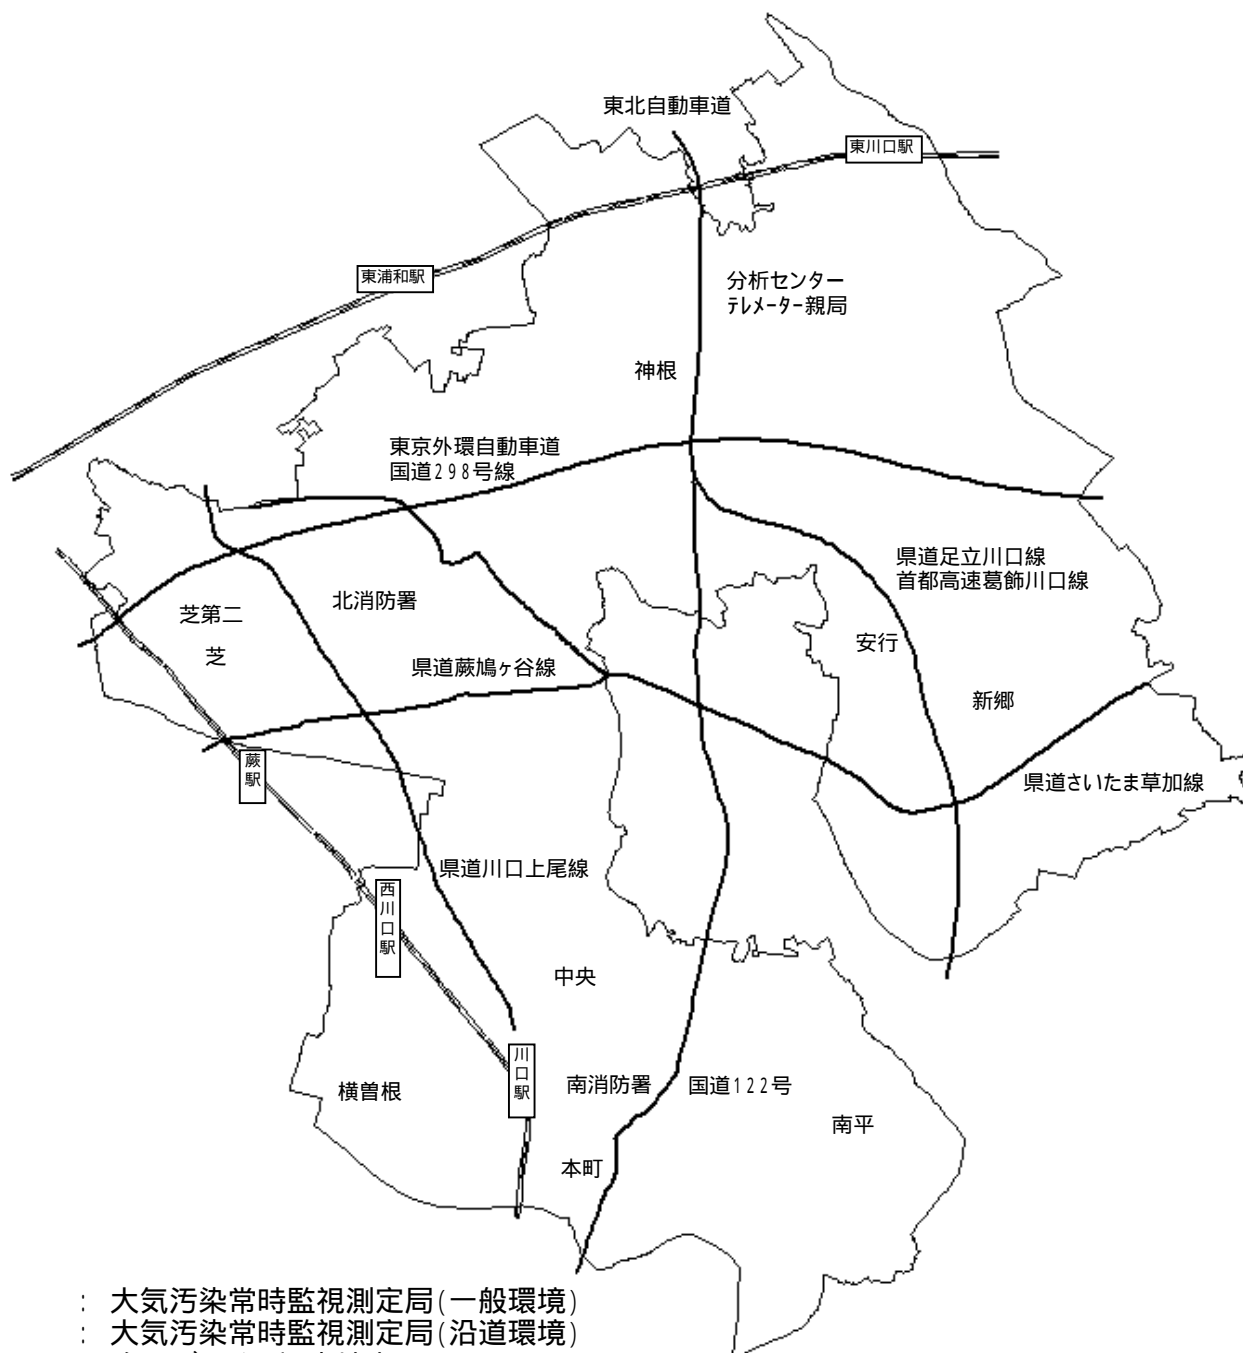 東北自動車道
東川口駅
東浦和駅
分析センター
テレメーター親局
神根
東京外環自動車道
国道298号線
県道足立川口線
首都高速葛飾川口線
北消防署
芝第二
芝
安行
県道蕨鳩ヶ谷線
新郷
蕨駅
県道さいたま草加線
県道川口上尾線
西川口駅
中央
川口駅
横曽根
南消防署
国道122号
南平
本町
: 大気汚染常時監視測定局(一般環境)
: 大気汚染常時監視測定局(沿道環境)